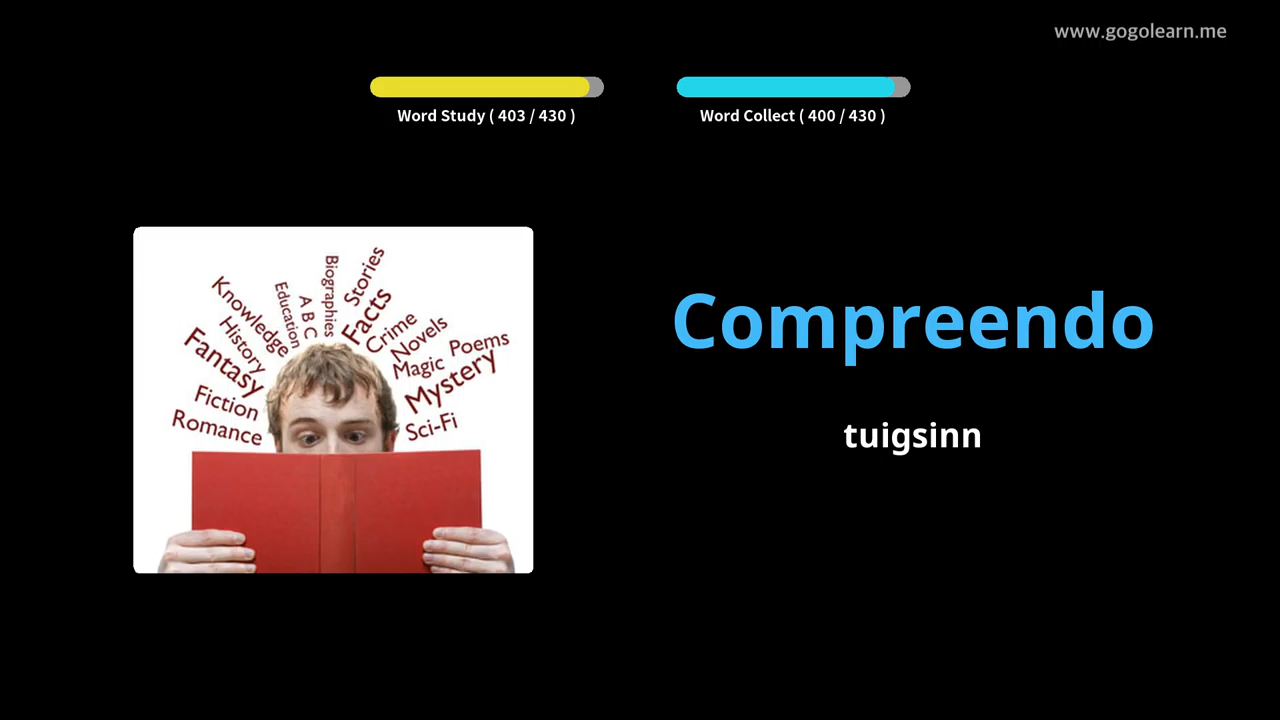 www.gogolearn.me
Word Study ( 403 / 430 )
Word Collect ( 400 / 430 )
Compreendo
tuigsinn
Biographies
Stories
Knowledge
Education
A B C
Facts
Crime
History
Novels
Fantasy
Magic
Poems
Mystery
Fiction
Romance
Sci-Fi